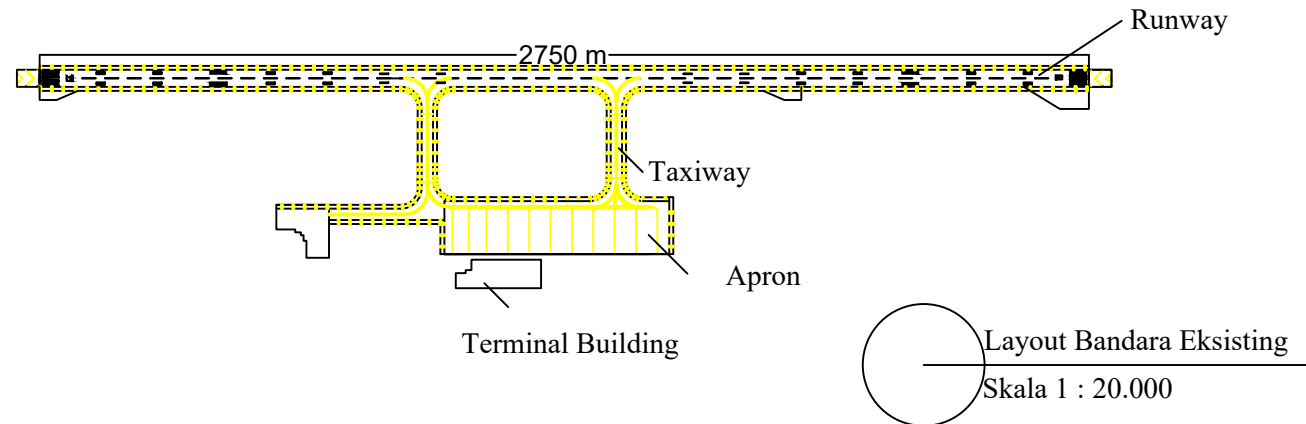 Runway
2750 m
Taxiway
Apron
Terminal Building
Layout Bandara Eksisting
Skala 1 : 20.000